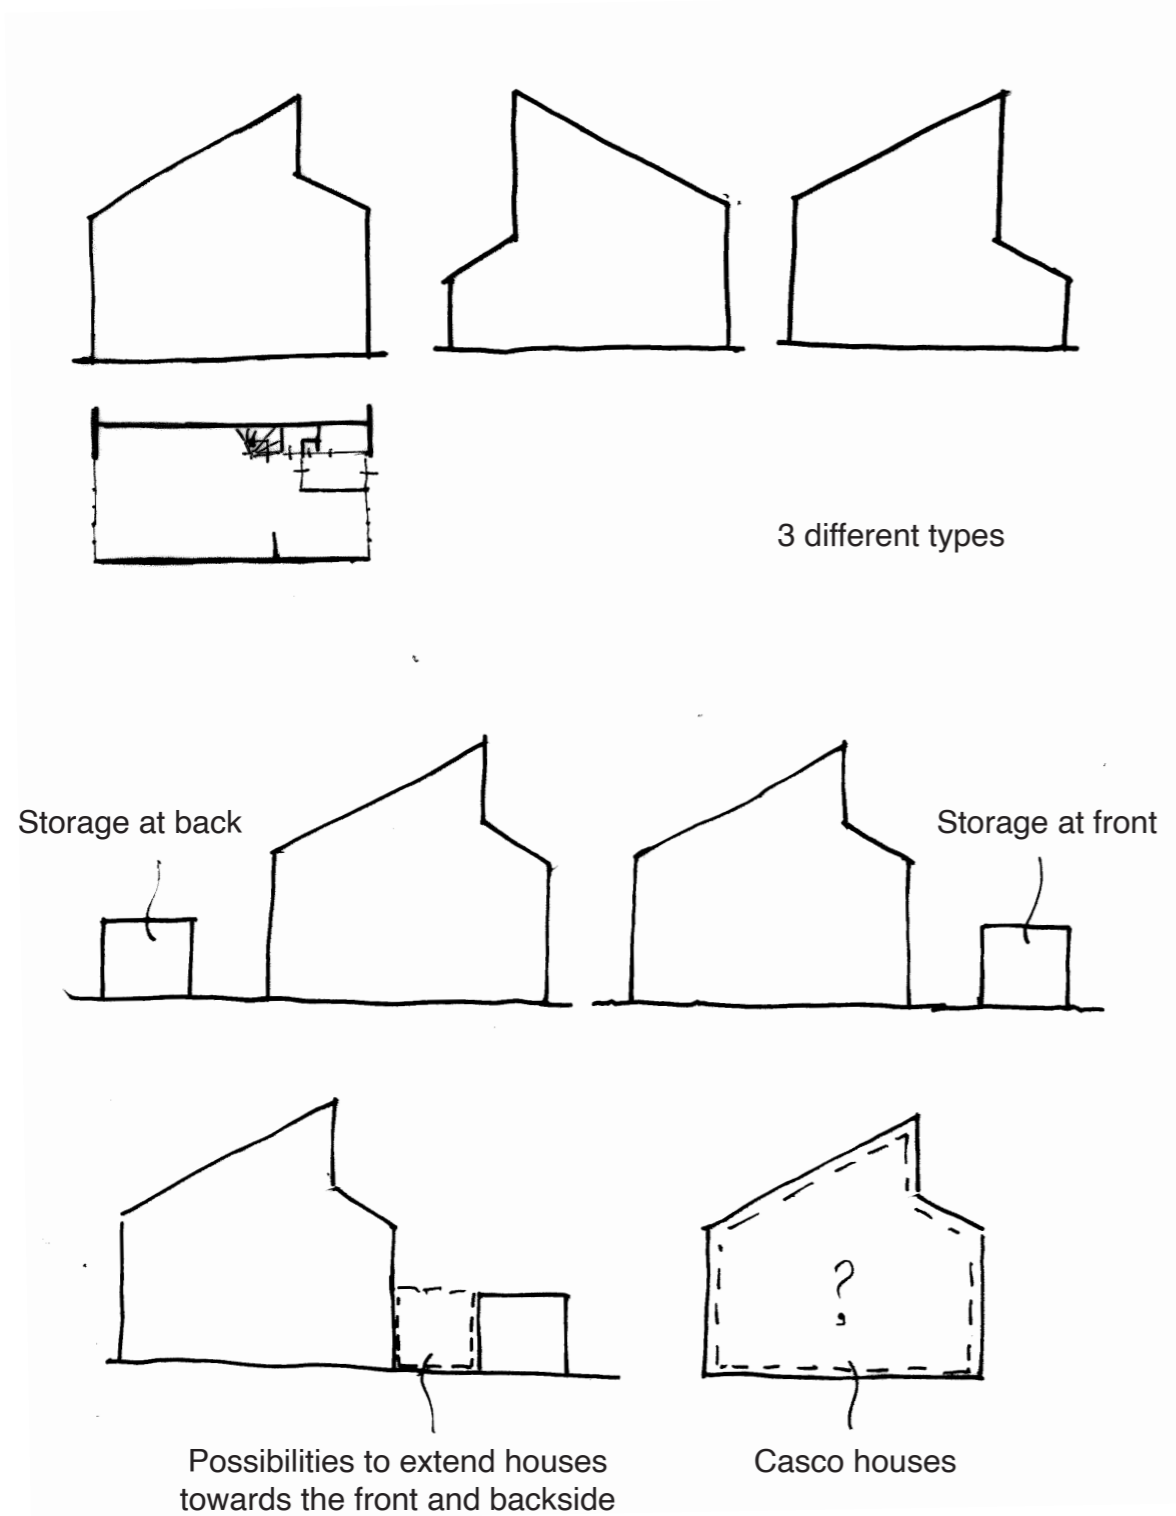 3 different types
Storage at back
Storage at front
?
Possibilities to extend houses
towards the front and backside
Casco houses